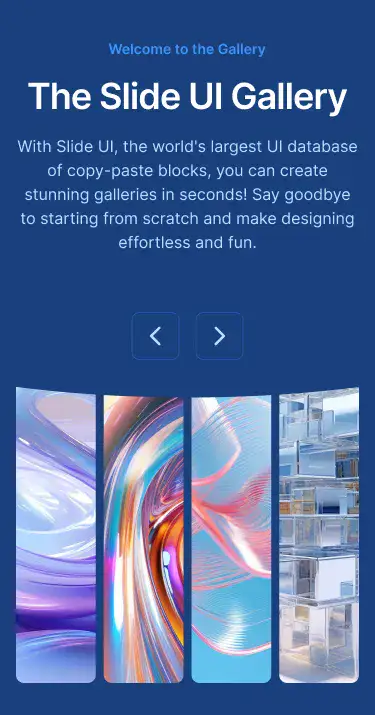 Welcome to the Gallery
The Slide UI Gallery
With Slide UI, the world's largest UI database
of copy-paste blocks, you can create
stunning galleries in seconds! Say goodbye
to starting from scratch and make designing
effortless and fun.